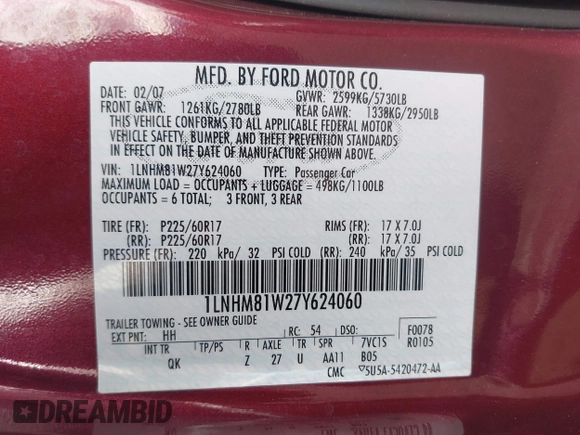 MFD. BY FORD MOTOR CO.
DATE: 02/07 GVWR: 2599KG/5730LB
FRONT GAWR: 1261KG/2780LB REAR GAWR: 1338KG/2950LB
THIS VEHICLE CONFORMS TO ALL APPLICABLE FEDERAL MOTOR
VEHICLE SAFETY, BUMPER, AND THEFT PREVENTION STANDARDS
IN EFFECT ON THE DATE OF MANUFACTURE SHOWN ABOVE.
VIN: 1LNHM81W27Y624060 TYPE: Passenger Car
MAXIMUM LOAD = OCCUPANTS + LUGGAGE = 498KG/1100LB
OCCUPANTS = 6 TOTAL; 3 FRONT, 3 REAR
TIRE (FR): P225/60R17 RIMS (FR): 17 X 7.0J
(RR): P225/60R17 (RR): 17 X 7.0J
PRESSURE (FR): 220 kPa/ 32 PSI COLD (RR): 240 kPa/ 35 PSI COLD
1LNHM81W27Y624060
TRAILER TOWING - SEE OWNER GUIDE
EXT PNT: HH RC: 54 DSO: F0078
INT TR TP/PS R AXLE TR SPR 7VC1S R0105
QK Z 27 U AA11 B05
CMC 5U5A-5420472-AA
DREAMBID